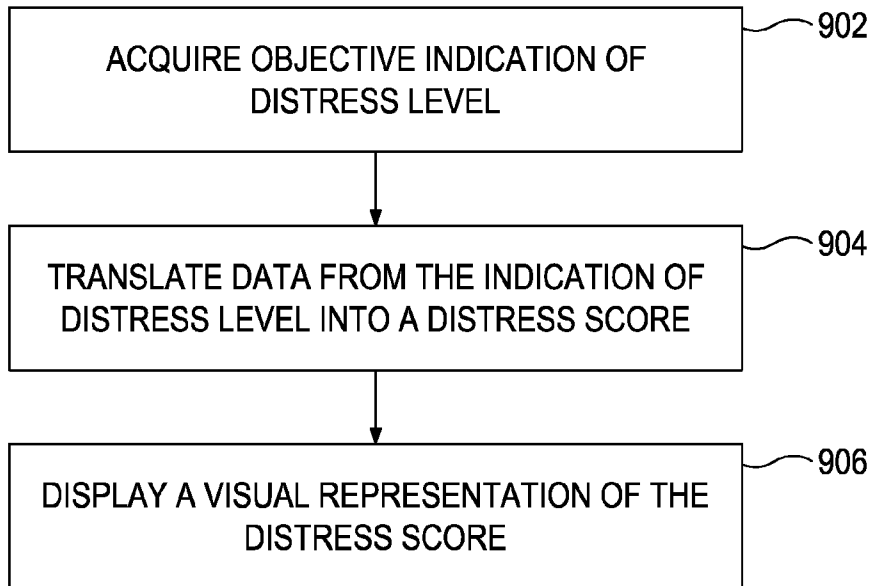 902
ACQUIRE OBJECTIVE INDICATION OF
DISTRESS LEVEL
904
TRANSLATE DATA FROM THE INDICATION OF
DISTRESS LEVEL INTO A DISTRESS SCORE
906
DISPLAY A VISUAL REPRESENTATION OF THE
DISTRESS SCORE